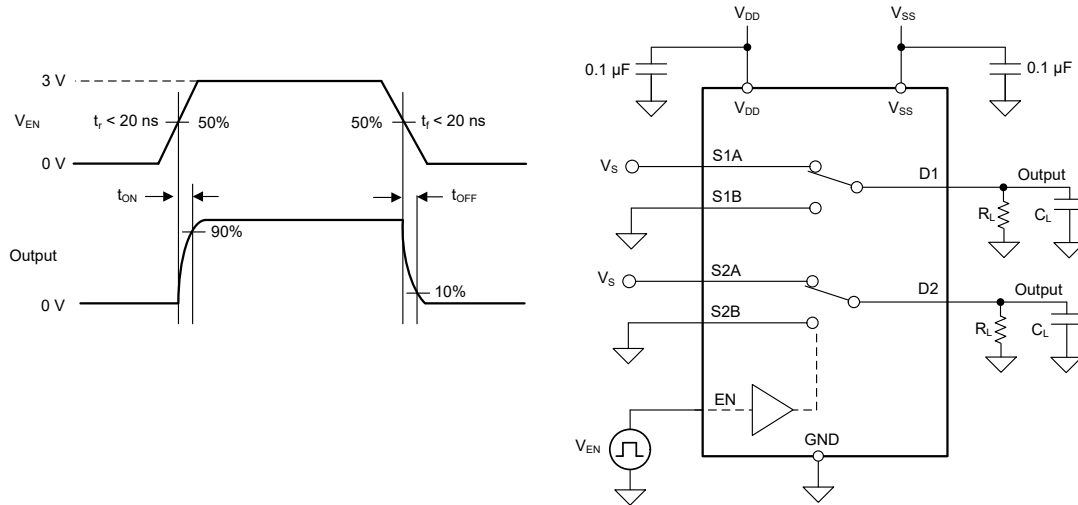 3 V
V_EN
t_r < 20 ns
50%
50%
t_f < 20 ns
0 V
t_ON
t_OFF
90%
Output
10%
0 V
V_DD
V_SS
0.1 µF
0.1 µF
V_DD
V_SS
V_S
S1A
D1
Output
S1B
R_L
C_L
V_S
S2A
D2
Output
S2B
R_L
C_L
EN
V_EN
GND